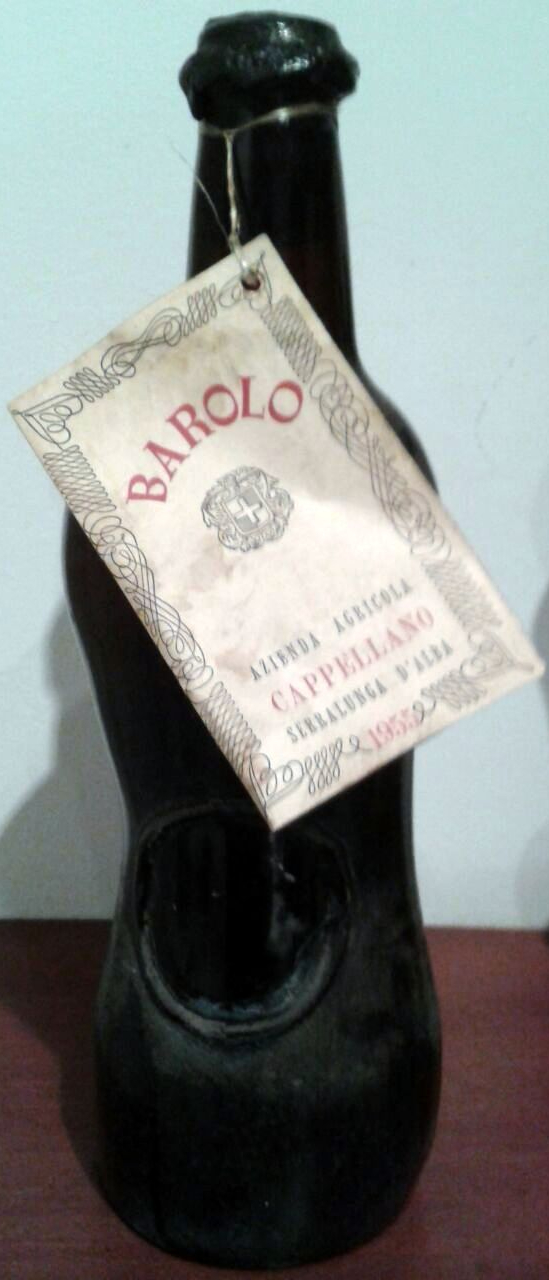 BAROLO
AZIENDA AGRICOLA
CAPPELLANO
SERRALUNGA D'ALBA
1955